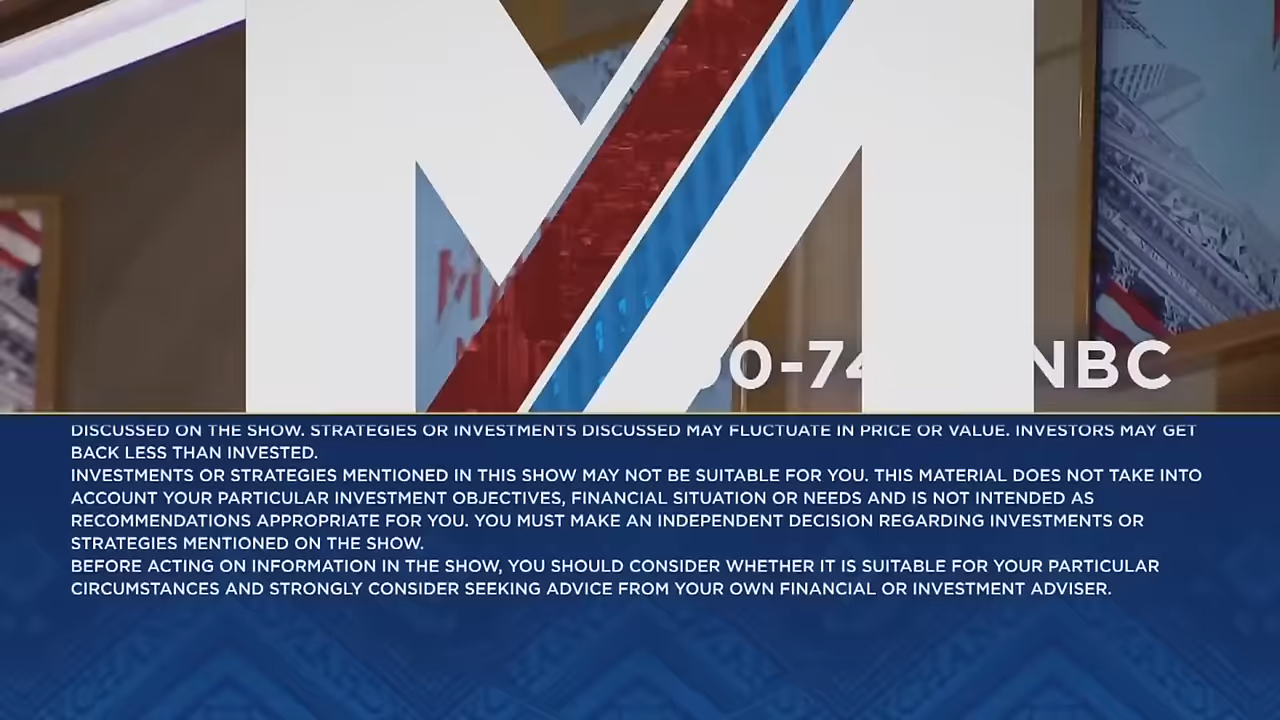 0-74
NBC
DISCUSSED ON THE SHOW. STRATEGIES OR INVESTMENTS DISCUSSED MAY FLUCTUATE IN PRICE OR VALUE. INVESTORS MAY GET
BACK LESS THAN INVESTED.
INVESTMENTS OR STRATEGIES MENTIONED IN THIS SHOW MAY NOT BE SUITABLE FOR YOU. THIS MATERIAL DOES NOT TAKE INTO
ACCOUNT YOUR PARTICULAR INVESTMENT OBJECTIVES, FINANCIAL SITUATION OR NEEDS AND IS NOT INTENDED AS
RECOMMENDATIONS APPROPRIATE FOR YOU. YOU MUST MAKE AN INDEPENDENT DECISION REGARDING INVESTMENTS OR
STRATEGIES MENTIONED ON THE SHOW.
BEFORE ACTING ON INFORMATION IN THE SHOW, YOU SHOULD CONSIDER WHETHER IT IS SUITABLE FOR YOUR PARTICULAR
CIRCUMSTANCES AND STRONGLY CONSIDER SEEKING ADVICE FROM YOUR OWN FINANCIAL OR INVESTMENT ADVISER.